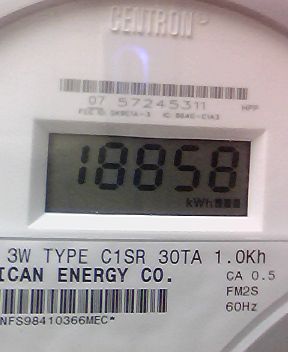 CENTRON
07 57245311 HPP
18858
kWh
3W TYPE C1SR 30TA 1.0Kh
ICAN ENERGY CO. CA 0.5
FM2S
60Hz
NFS98410366MEC*